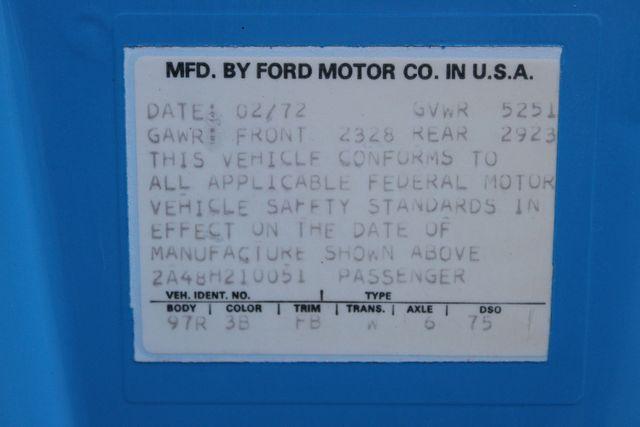 MFD. BY FORD MOTOR CO. IN U.S.A.
DATE: 02/72 GVWR 5251
GAWR: FRONT 2328 REAR 2923
THIS VEHICLE CONFORMS TO
ALL APPLICABLE FEDERAL MOTOR
VEHICLE SAFETY STANDARDS IN
EFFECT ON THE DATE OF
MANUFACTURE SHOWN ABOVE
2A48H210051 PASSENGER
VEH. IDENT. NO. | TYPE
BODY | COLOR | TRIM | TRANS. | AXLE | DSO
97R 3B FB W 6 75